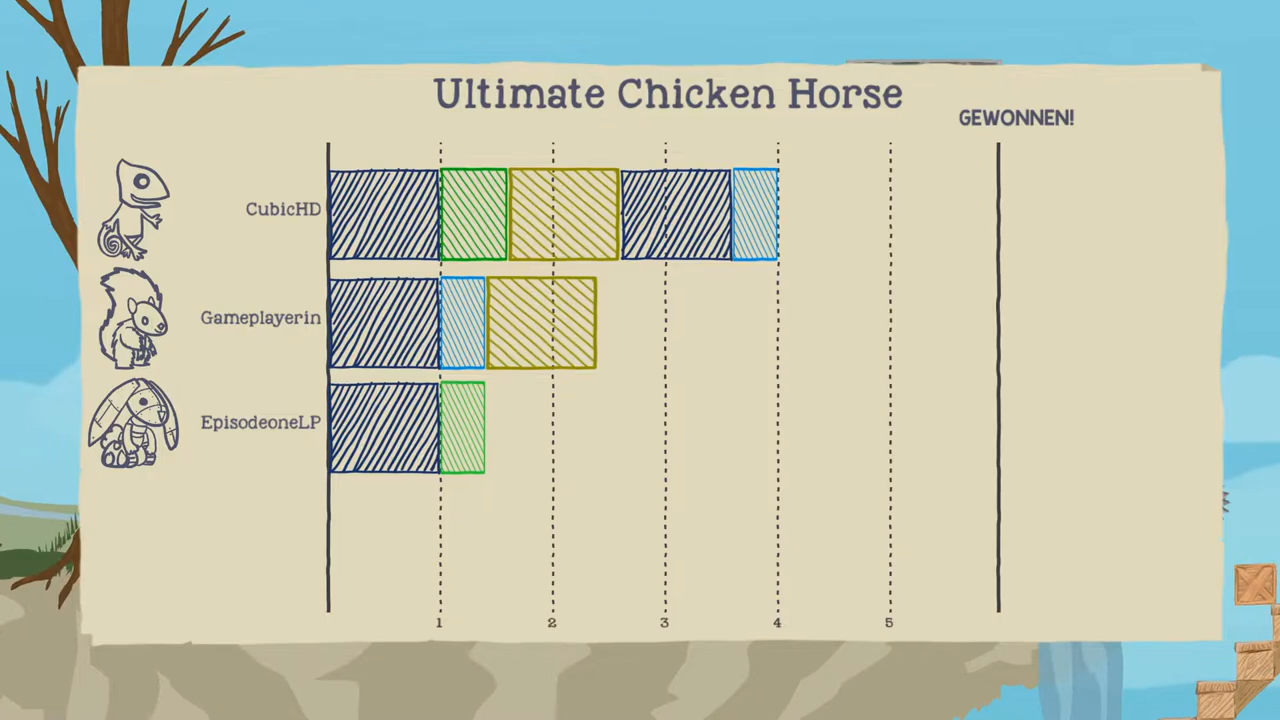 Ultimate Chicken Horse
GEWONNEN!
CubicHD
Gameplayerin
EpisodeoneLP
1 2 3 4 5